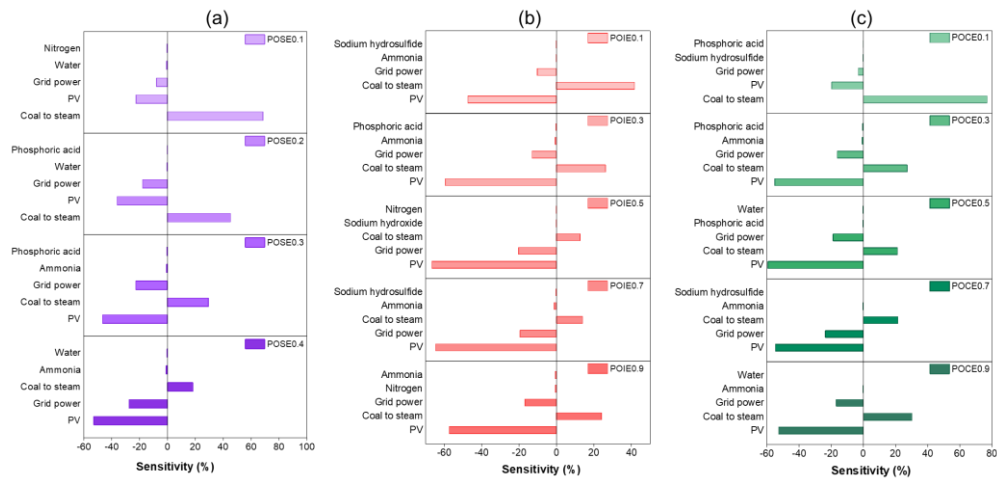 (a)
POSE0.1
Nitrogen
Water
Grid power
PV
Coal to steam
POSE0.2
Phosphoric acid
Water
Grid power
PV
Coal to steam
POSE0.3
Phosphoric acid
Ammonia
Grid power
Coal to steam
PV
POSE0.4
Water
Ammonia
Coal to steam
Grid power
PV
-60 -40 -20 0 20 40 60 80 100
Sensitivity (%)
(b)
POIE0.1
Sodium hydrosulfide
Ammonia
Grid power
Coal to steam
PV
POIE0.3
Phosphoric acid
Ammonia
Grid power
Coal to steam
PV
POIE0.5
Nitrogen
Sodium hydroxide
Coal to steam
Grid power
PV
POIE0.7
Sodium hydrosulfide
Ammonia
Coal to steam
Grid power
PV
POIE0.9
Ammonia
Nitrogen
Grid power
Coal to steam
PV
-60 -40 -20 0 20 40
Sensitivity (%)
(c)
POCE0.1
Phosphoric acid
Sodium hydrosulfide
Grid power
PV
Coal to steam
POCE0.3
Phosphoric acid
Ammonia
Grid power
Coal to steam
PV
POCE0.5
Water
Phosphoric acid
Grid power
Coal to steam
PV
POCE0.7
Sodium hydrosulfide
Ammonia
Coal to steam
Grid power
PV
POCE0.9
Water
Ammonia
Grid power
Coal to steam
PV
-60 -40 -20 0 20 40 60 80
Sensitivity (%)